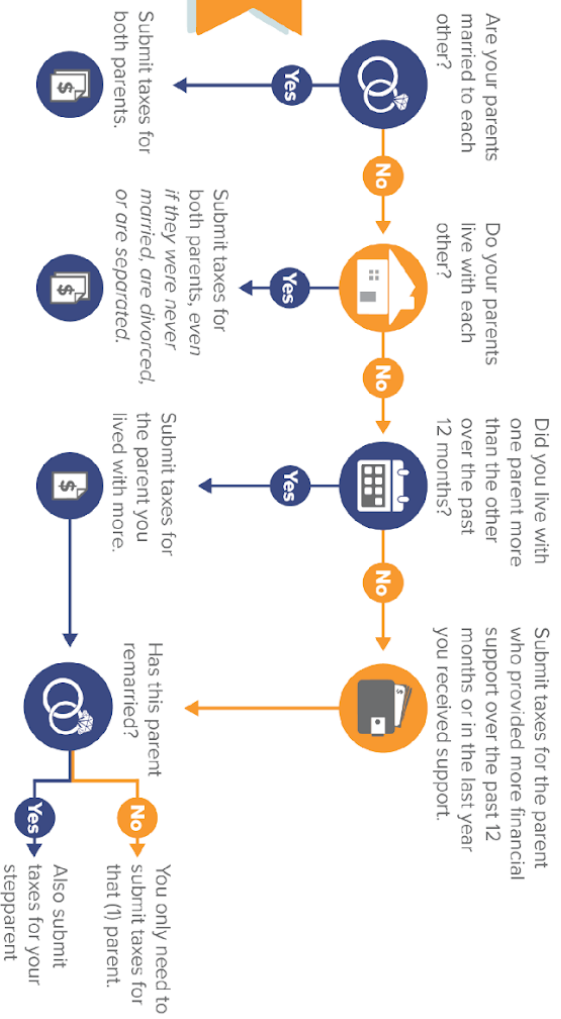 Are your parents
married to each
other?
Yes
Submit taxes for
both parents.
$
No
Do your parents
live with each
other?
Yes
Submit taxes for
both parents, even
if they were never
married, are divorced,
or are separated.
$
No
Did you live with
one parent more
than the other
over the past
12 months?
Yes
Submit taxes for
the parent you
lived with more.
$
No
Submit taxes for the parent
who provided more financial
support over the past 12
months or in the last year
you received support.
$
Has this parent
remarried?
No
You only need to
submit taxes for
that (1) parent.
Yes
Also submit
taxes for your
stepparent